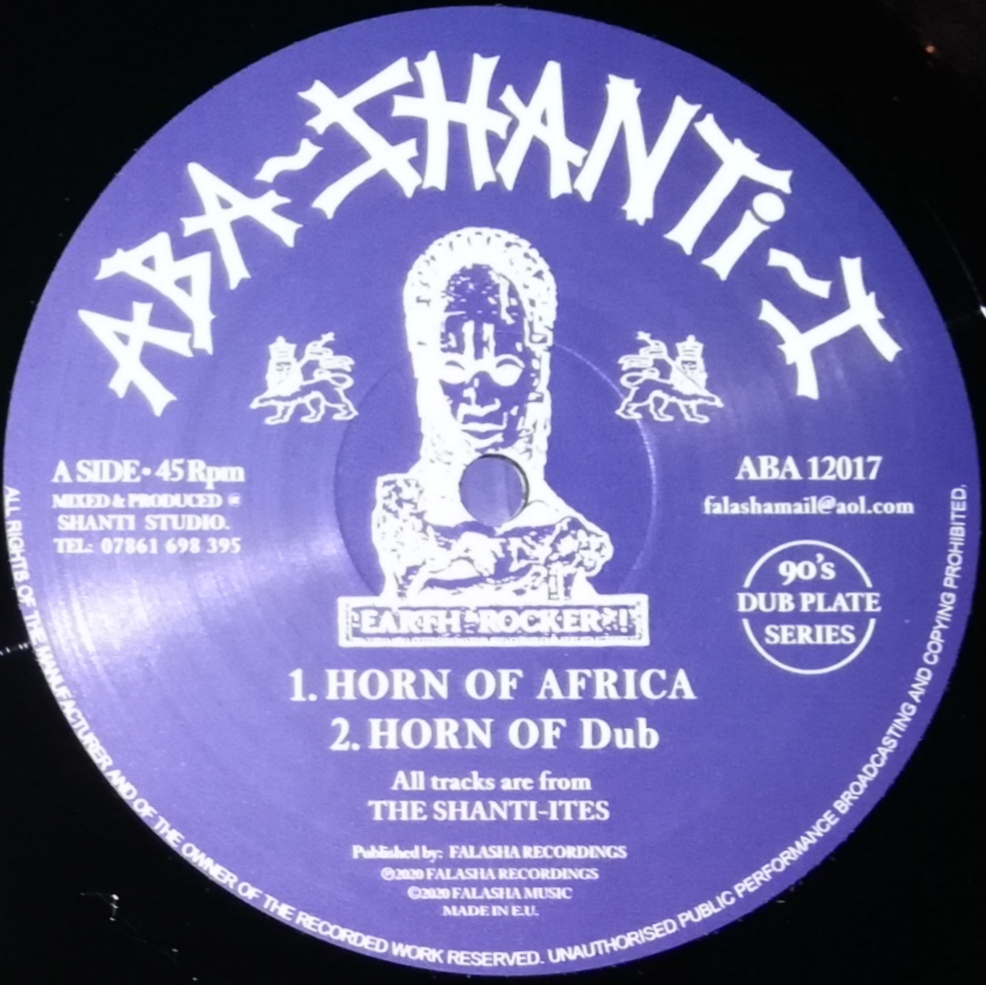 ABA-SHANTi-I
A SIDE• 45 Rpm
MIXED & PRODUCED @
SHANTI STUDIO.
TEL: 07861 698 395
ABA 12017
falashamail@aol.com
90's
DUB PLATE
SERIES
EARTH ROCKER!!
1. HORN OF AFRICA
2. HORN OF Dub
All tracks are from
THE SHANTI-ITES
Published by: FALASHA RECORDINGS
℗2020 FALASHA RECORDINGS
©2020 FALASHA MUSIC
MADE IN E.U.
ALL RIGHTS OF THE MANUFACTURER AND OF THE OWNER OF THE RECORDED WORK RESERVED. UNAUTHORISED PUBLIC PERFORMANCE BROADCASTING AND COPYING PROHIBITED.